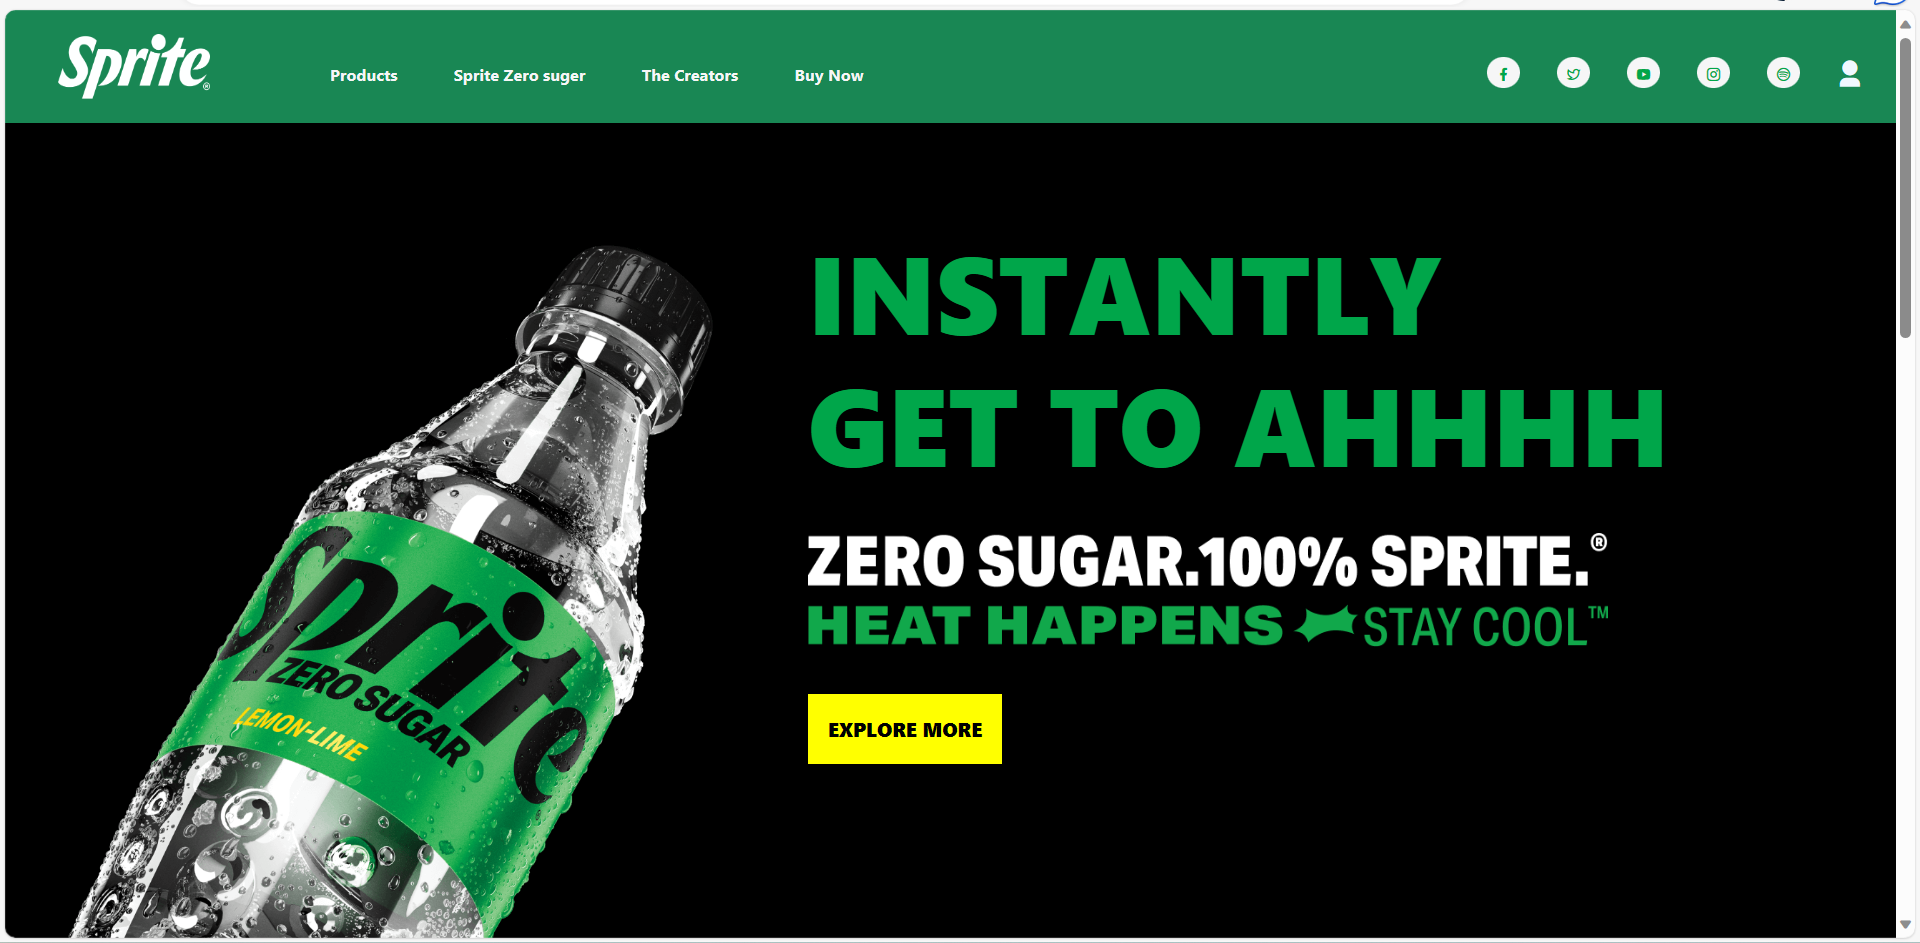 Sprite®
Products
Sprite Zero suger
The Creators
Buy Now
INSTANTLY
GET TO AHHHH
ZERO SUGAR.100% SPRITE.®
HEAT HAPPENS STAY COOL™
EXPLORE MORE
Sprite
ZERO SUGAR
LEMON-LIME